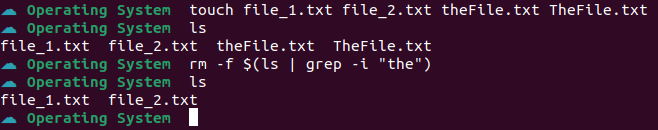 Operating System touch file_1.txt file_2.txt theFile.txt TheFile.txt
Operating System ls
file_1.txt file_2.txt theFile.txt TheFile.txt
Operating System rm -f $(ls | grep -i "the")
Operating System ls
file_1.txt file_2.txt
Operating System